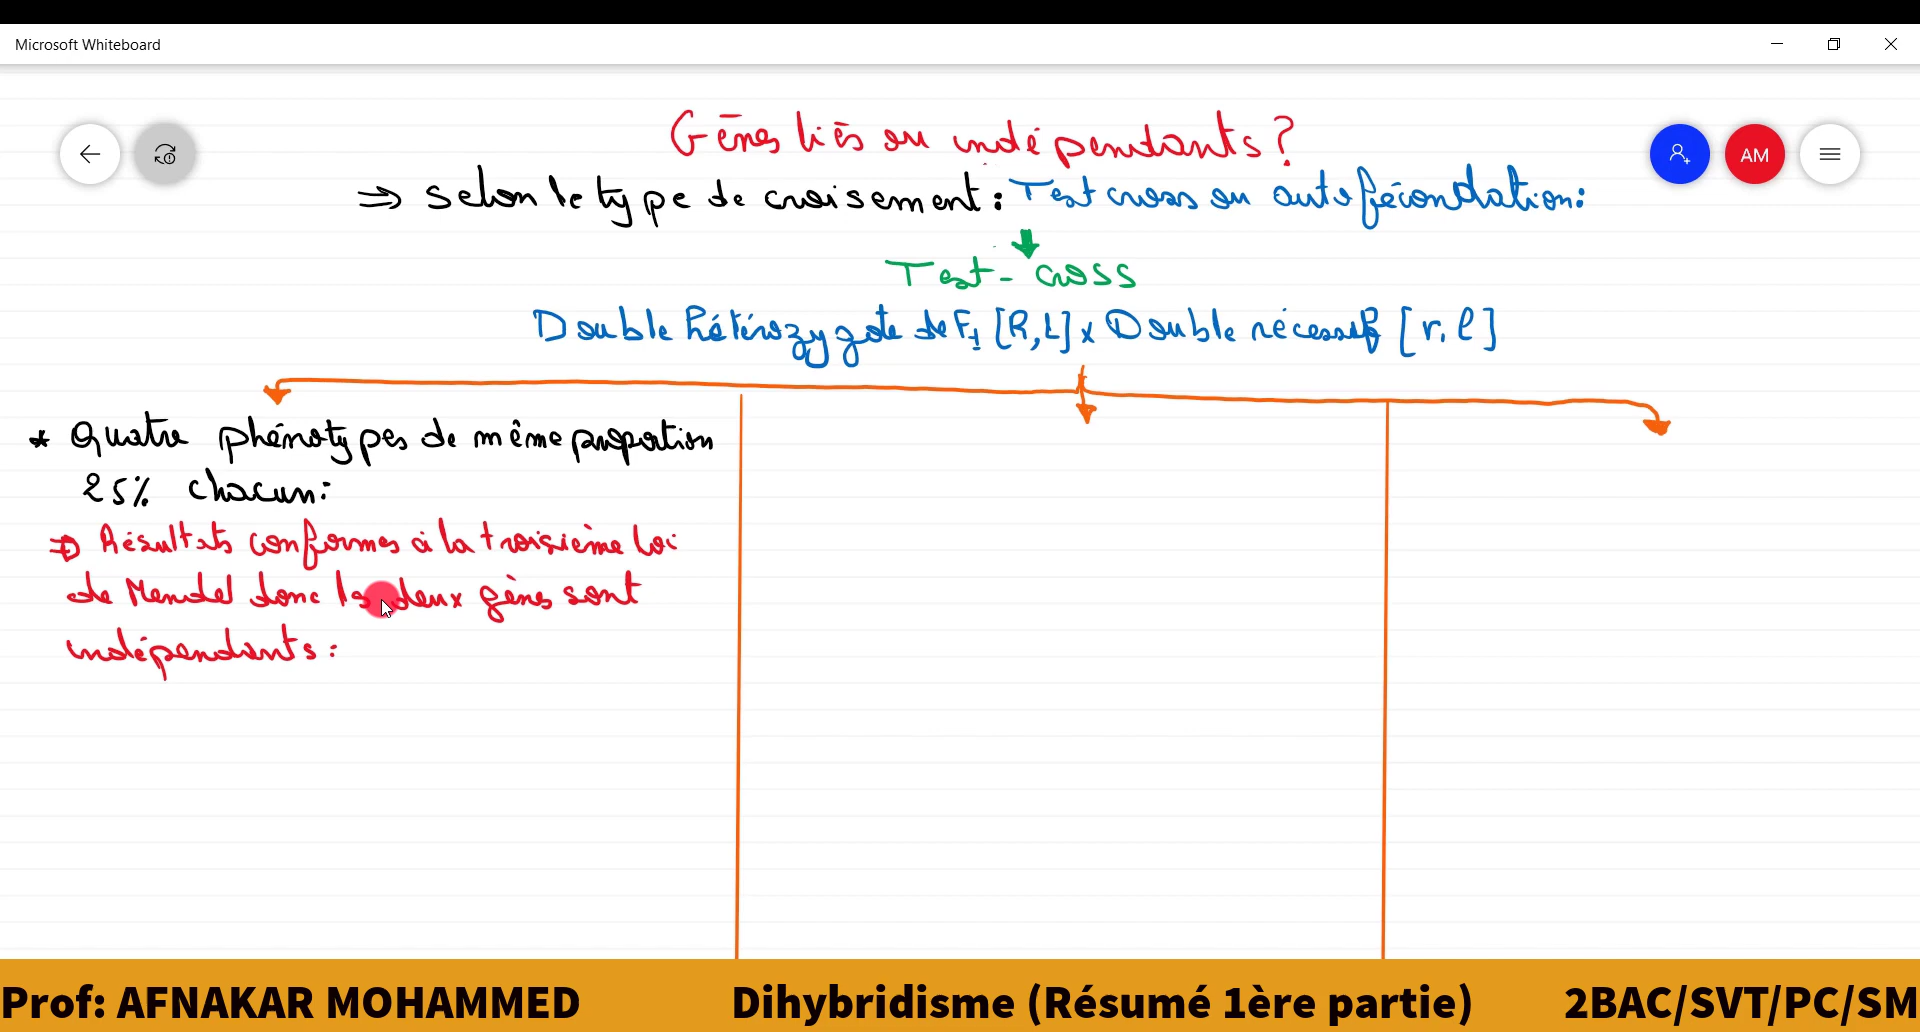 Microsoft Whiteboard
Gènes liés ou indépendants ?
⇒ selon le type de croisement : Test cross ou autofécondation :
AM
Test - cross
Double hétérozygote de F1 [R,L] x Double récessif [r,l]
* Quatre phénotypes de même proportion
25% chacun :
⇒ Résultats conformes à la troisième loi
de Mendel donc les deux gènes sont
indépendants :
Prof: AFNAKAR MOHAMMED Dihybridisme (Résumé 1ère partie) 2BAC/SVT/PC/SM